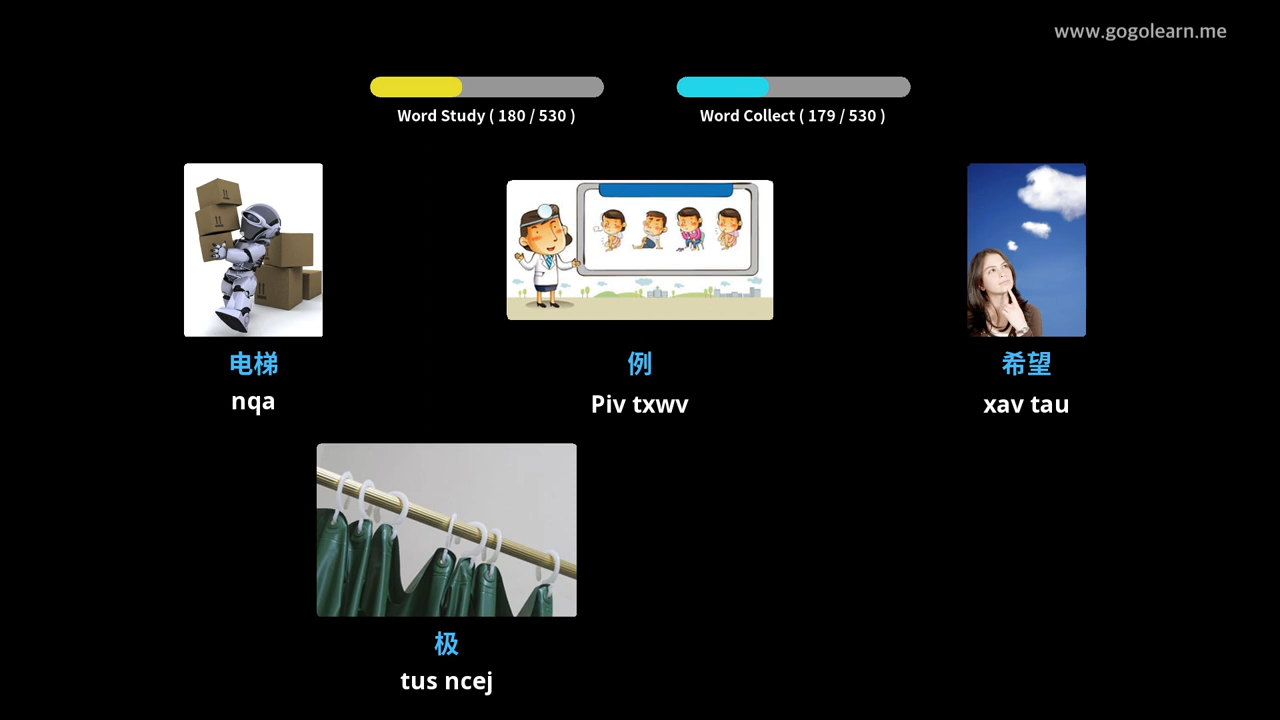 www.gogolearn.me
Word Study ( 180 / 530 )
Word Collect ( 179 / 530 )
电梯
nqa
例
Piv txwv
希望
xav tau
极
tus ncej